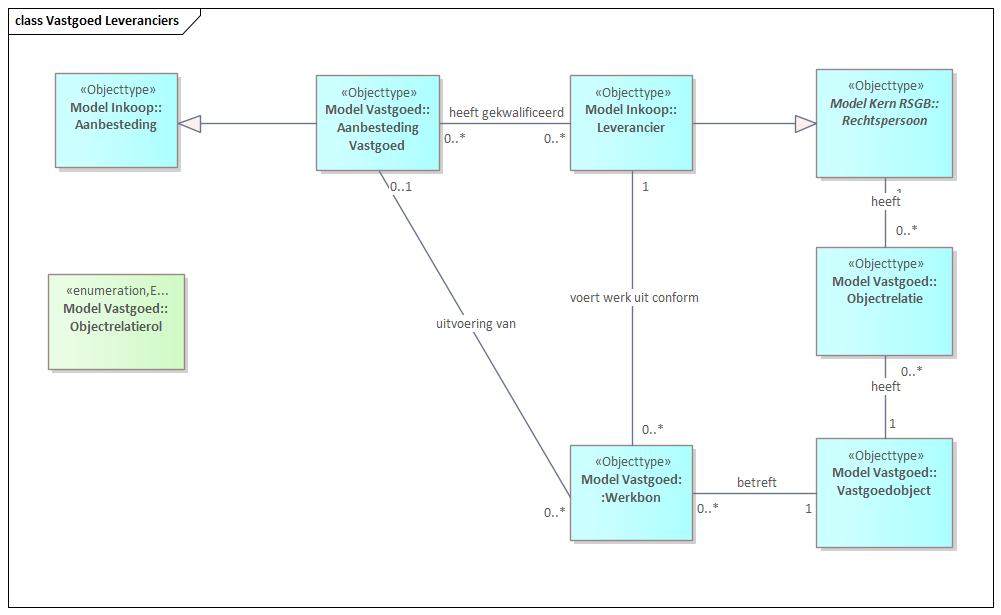 class Vastgoed Leveranciers
«Objecttype»
Model Inkoop::
Aanbesteding
«Objecttype»
Model Vastgoed::
Aanbesteding
Vastgoed
heeft gekwalificeerd
0..*
0..*
«Objecttype»
Model Inkoop::
Leverancier
«Objecttype»
Model Kern RSGB::
Rechtspersoon
0..1
1
1
heeft
0..*
«enumeration,E...
Model Vastgoed::
Objectrelatierol
«Objecttype»
Model Vastgoed::
Objectrelatie
voert werk uit conform
uitvoering van
0..*
heeft
1
0..*
«Objecttype»
Model Vastgoed:
:Werkbon
0..*
betreft
0..*
1
«Objecttype»
Model Vastgoed::
Vastgoedobject